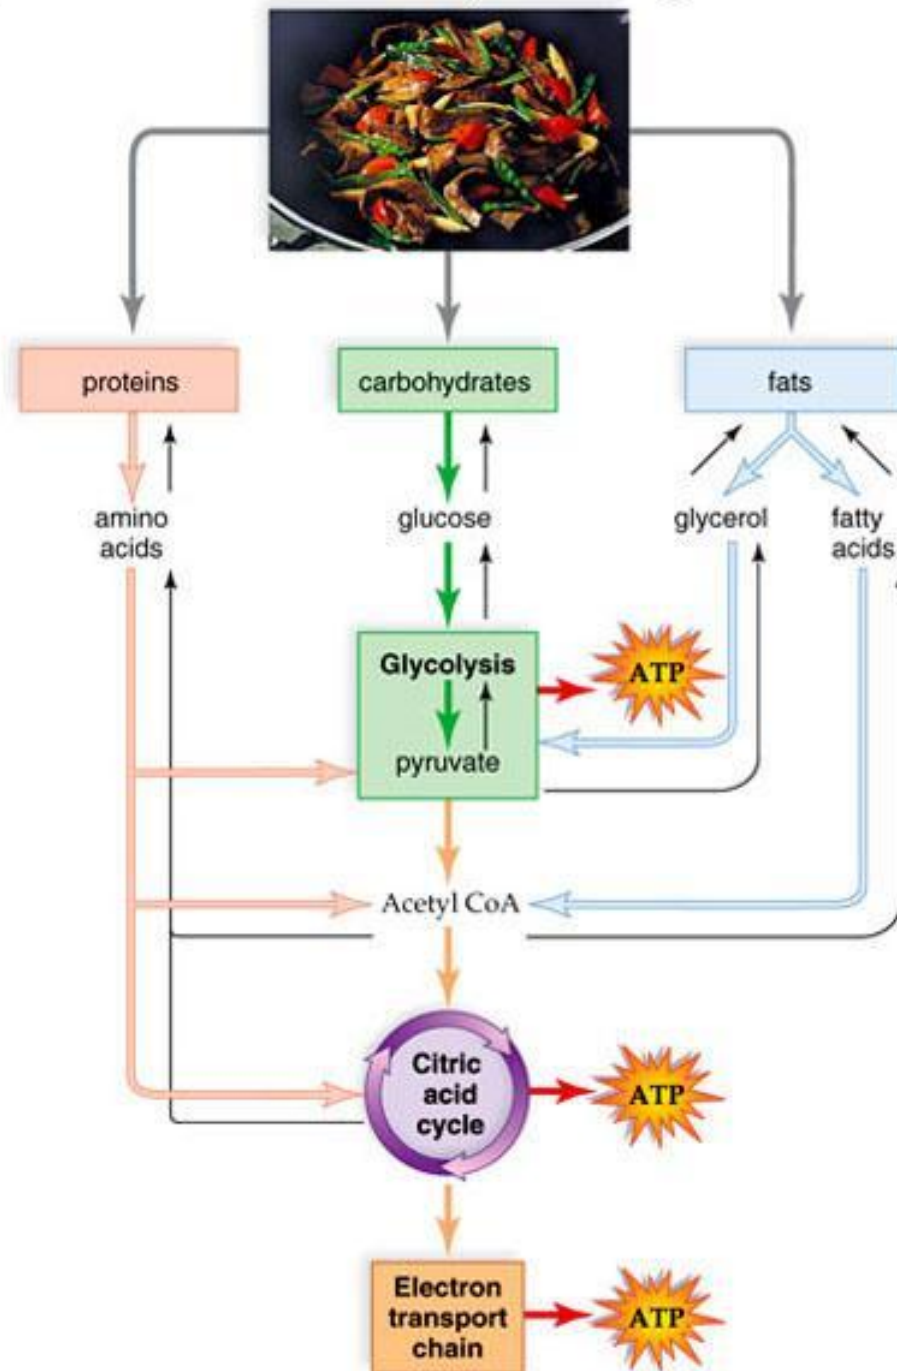 proteins
carbohydrates
fats
amino
acids
glucose
glycerol
fatty
acids
Glycolysis
ATP
pyruvate
Acetyl CoA
Citric
acid
cycle
ATP
Electron
transport
chain
ATP